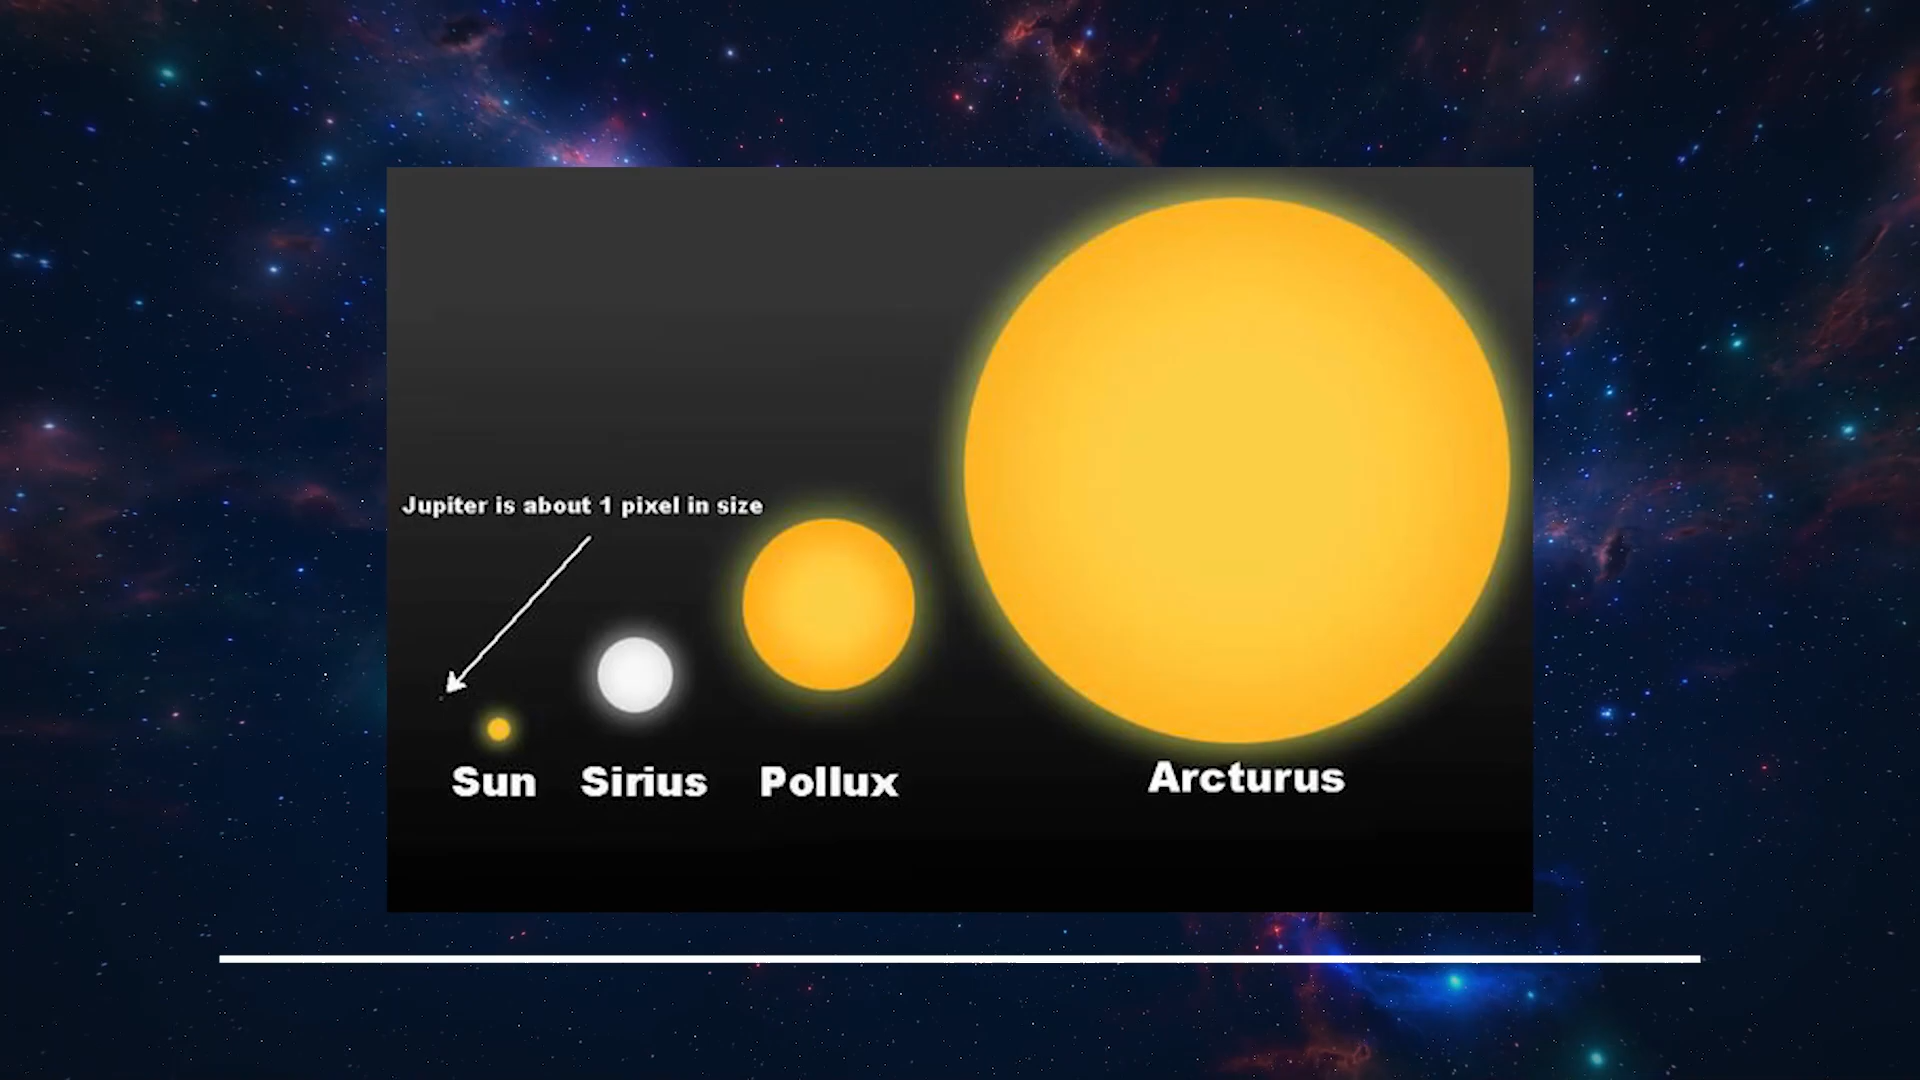 Jupiter is about 1 pixel in size
Sun
Sirius
Pollux
Arcturus